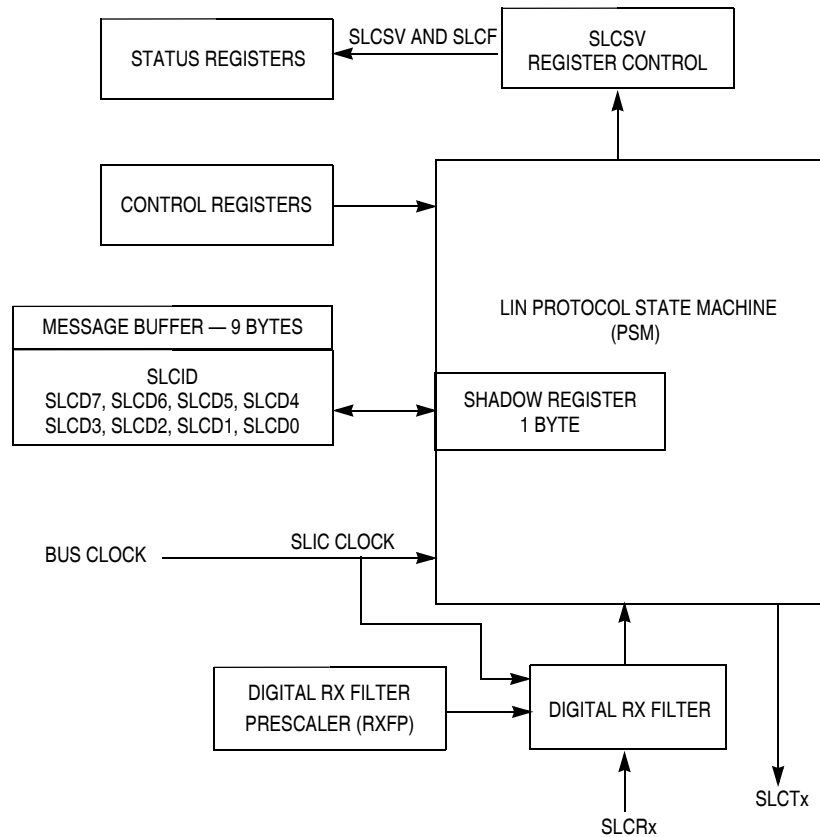 SLCSV AND SLCF
STATUS REGISTERS
SLCSV
REGISTER CONTROL
CONTROL REGISTERS
LIN PROTOCOL STATE MACHINE
(PSM)
MESSAGE BUFFER — 9 BYTES
SLCID
SLCD7, SLCD6, SLCD5, SLCD4
SLCD3, SLCD2, SLCD1, SLCD0
SHADOW REGISTER
1 BYTE
BUS CLOCK
SLIC CLOCK
DIGITAL RX FILTER
PRESCALER (RXFP)
DIGITAL RX FILTER
SLCTx
SLCRx